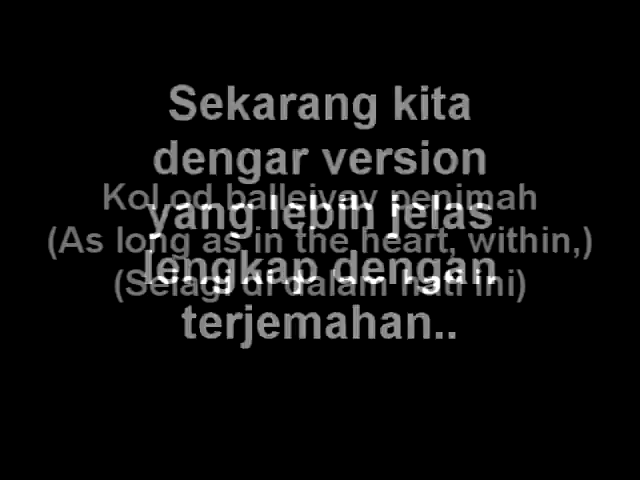 Sekarang kita
dengar version
yang lebih jelas
lengkap dengan
terjemahan..
Kol od balleivav penimah
(As long as in the heart, within,)
(Selagi di dalam hati ini)